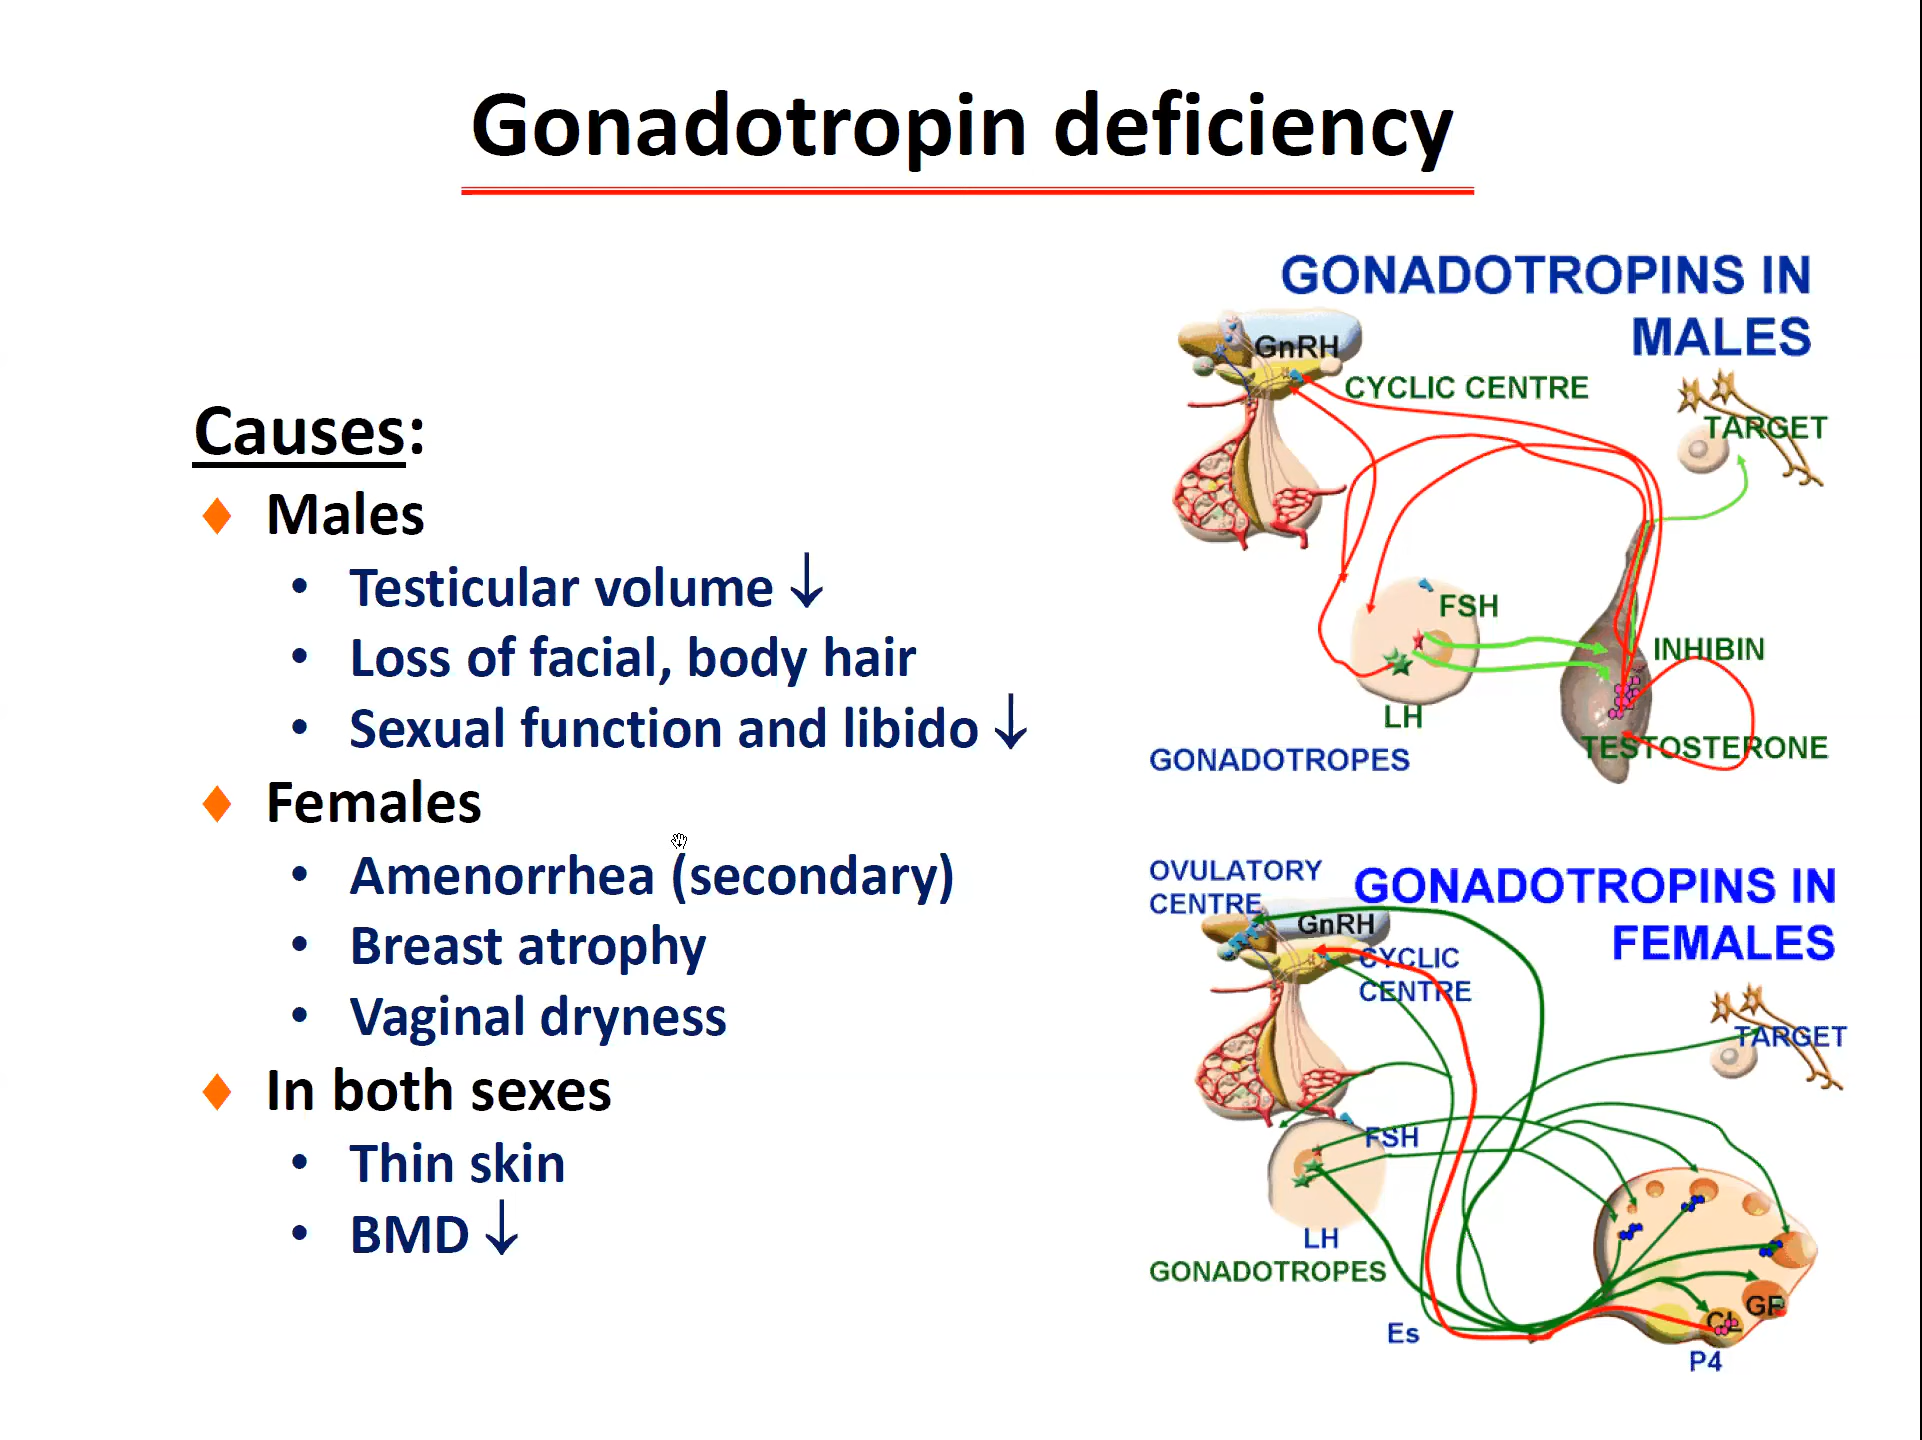 Gonadotropin deficiency
Causes:
♦ Males
• Testicular volume ↓
• Loss of facial, body hair
• Sexual function and libido ↓
♦ Females
• Amenorrhea (secondary)
• Breast atrophy
• Vaginal dryness
♦ In both sexes
• Thin skin
• BMD ↓
GONADOTROPINS IN
MALES
GnRH
CYCLIC CENTRE
TARGET
FSH
INHIBIN
LH
TESTOSTERONE
GONADOTROPES
OVULATORY
CENTRE
GONADOTROPINS IN
FEMALES
GnRH
CYCLIC
CENTRE
TARGET
FSH
LH
GONADOTROPES
GF
CL
Es
P4